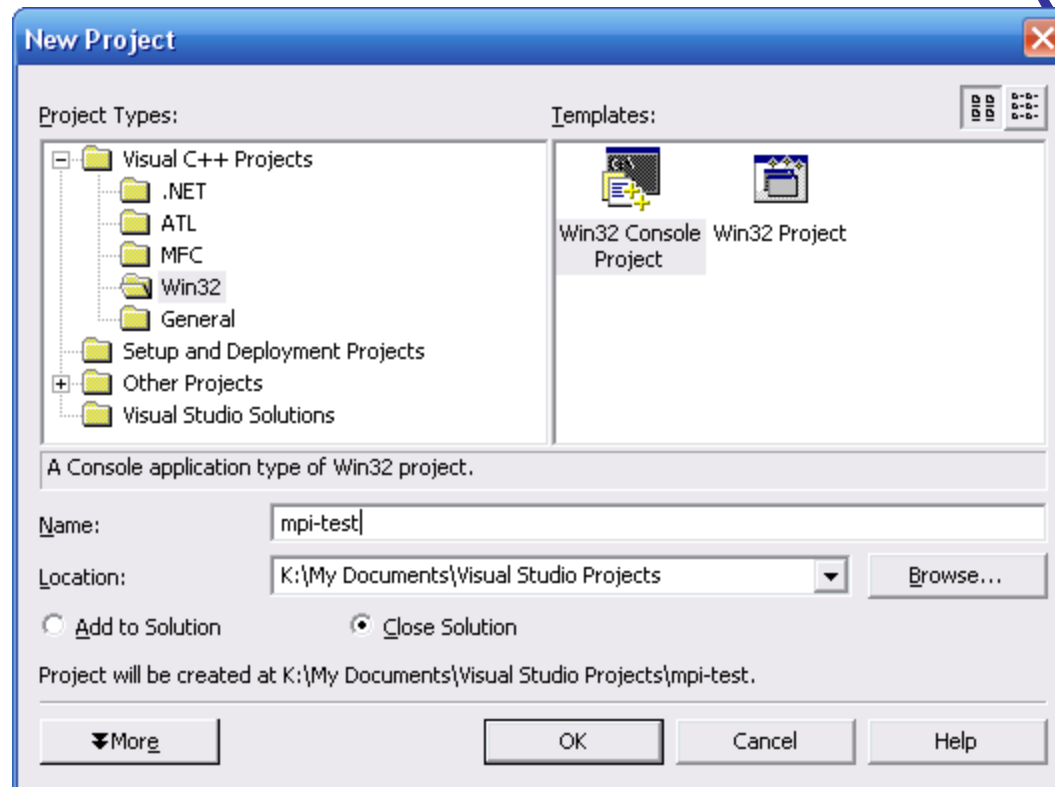 New Project
Project Types:
Templates:
Visual C++ Projects
.NET
ATL
MFC
Win32
General
Setup and Deployment Projects
Other Projects
Visual Studio Solutions
Win32 Console
Project
Win32 Project
A Console application type of Win32 project.
Name:
mpi-test
Location:
K:\My Documents\Visual Studio Projects
Browse...
Add to Solution
Close Solution
Project will be created at K:\My Documents\Visual Studio Projects\mpi-test.
More
OK
Cancel
Help